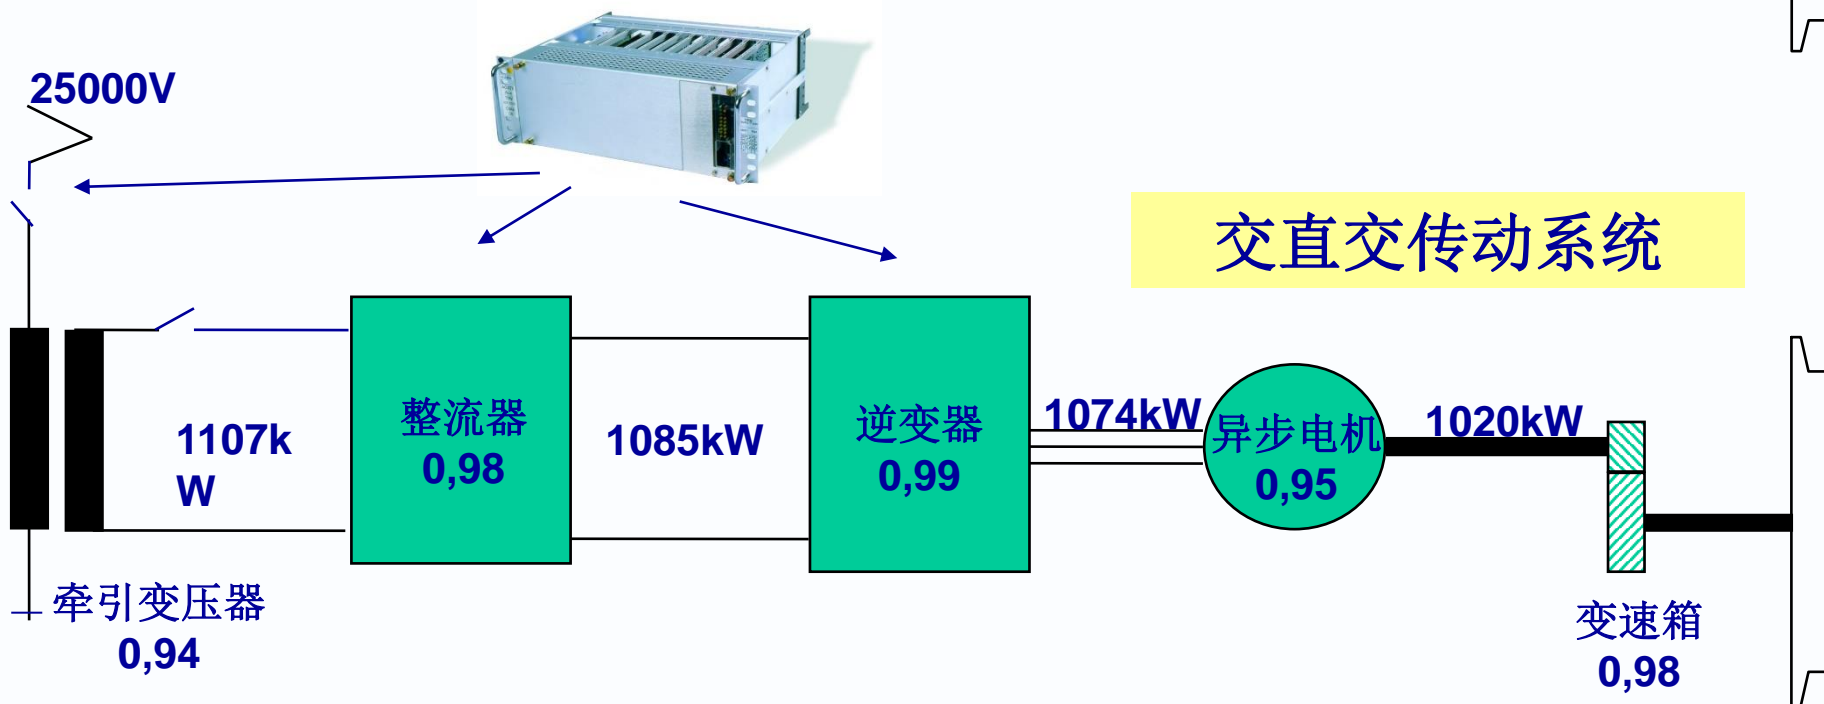 25000V
交直交传动系统
1107k
W
整流器
0,98
1085kW
逆变器
0,99
1074kW
异步电机
0,95
1020kW
牵引变压器
0,94
变速箱
0,98